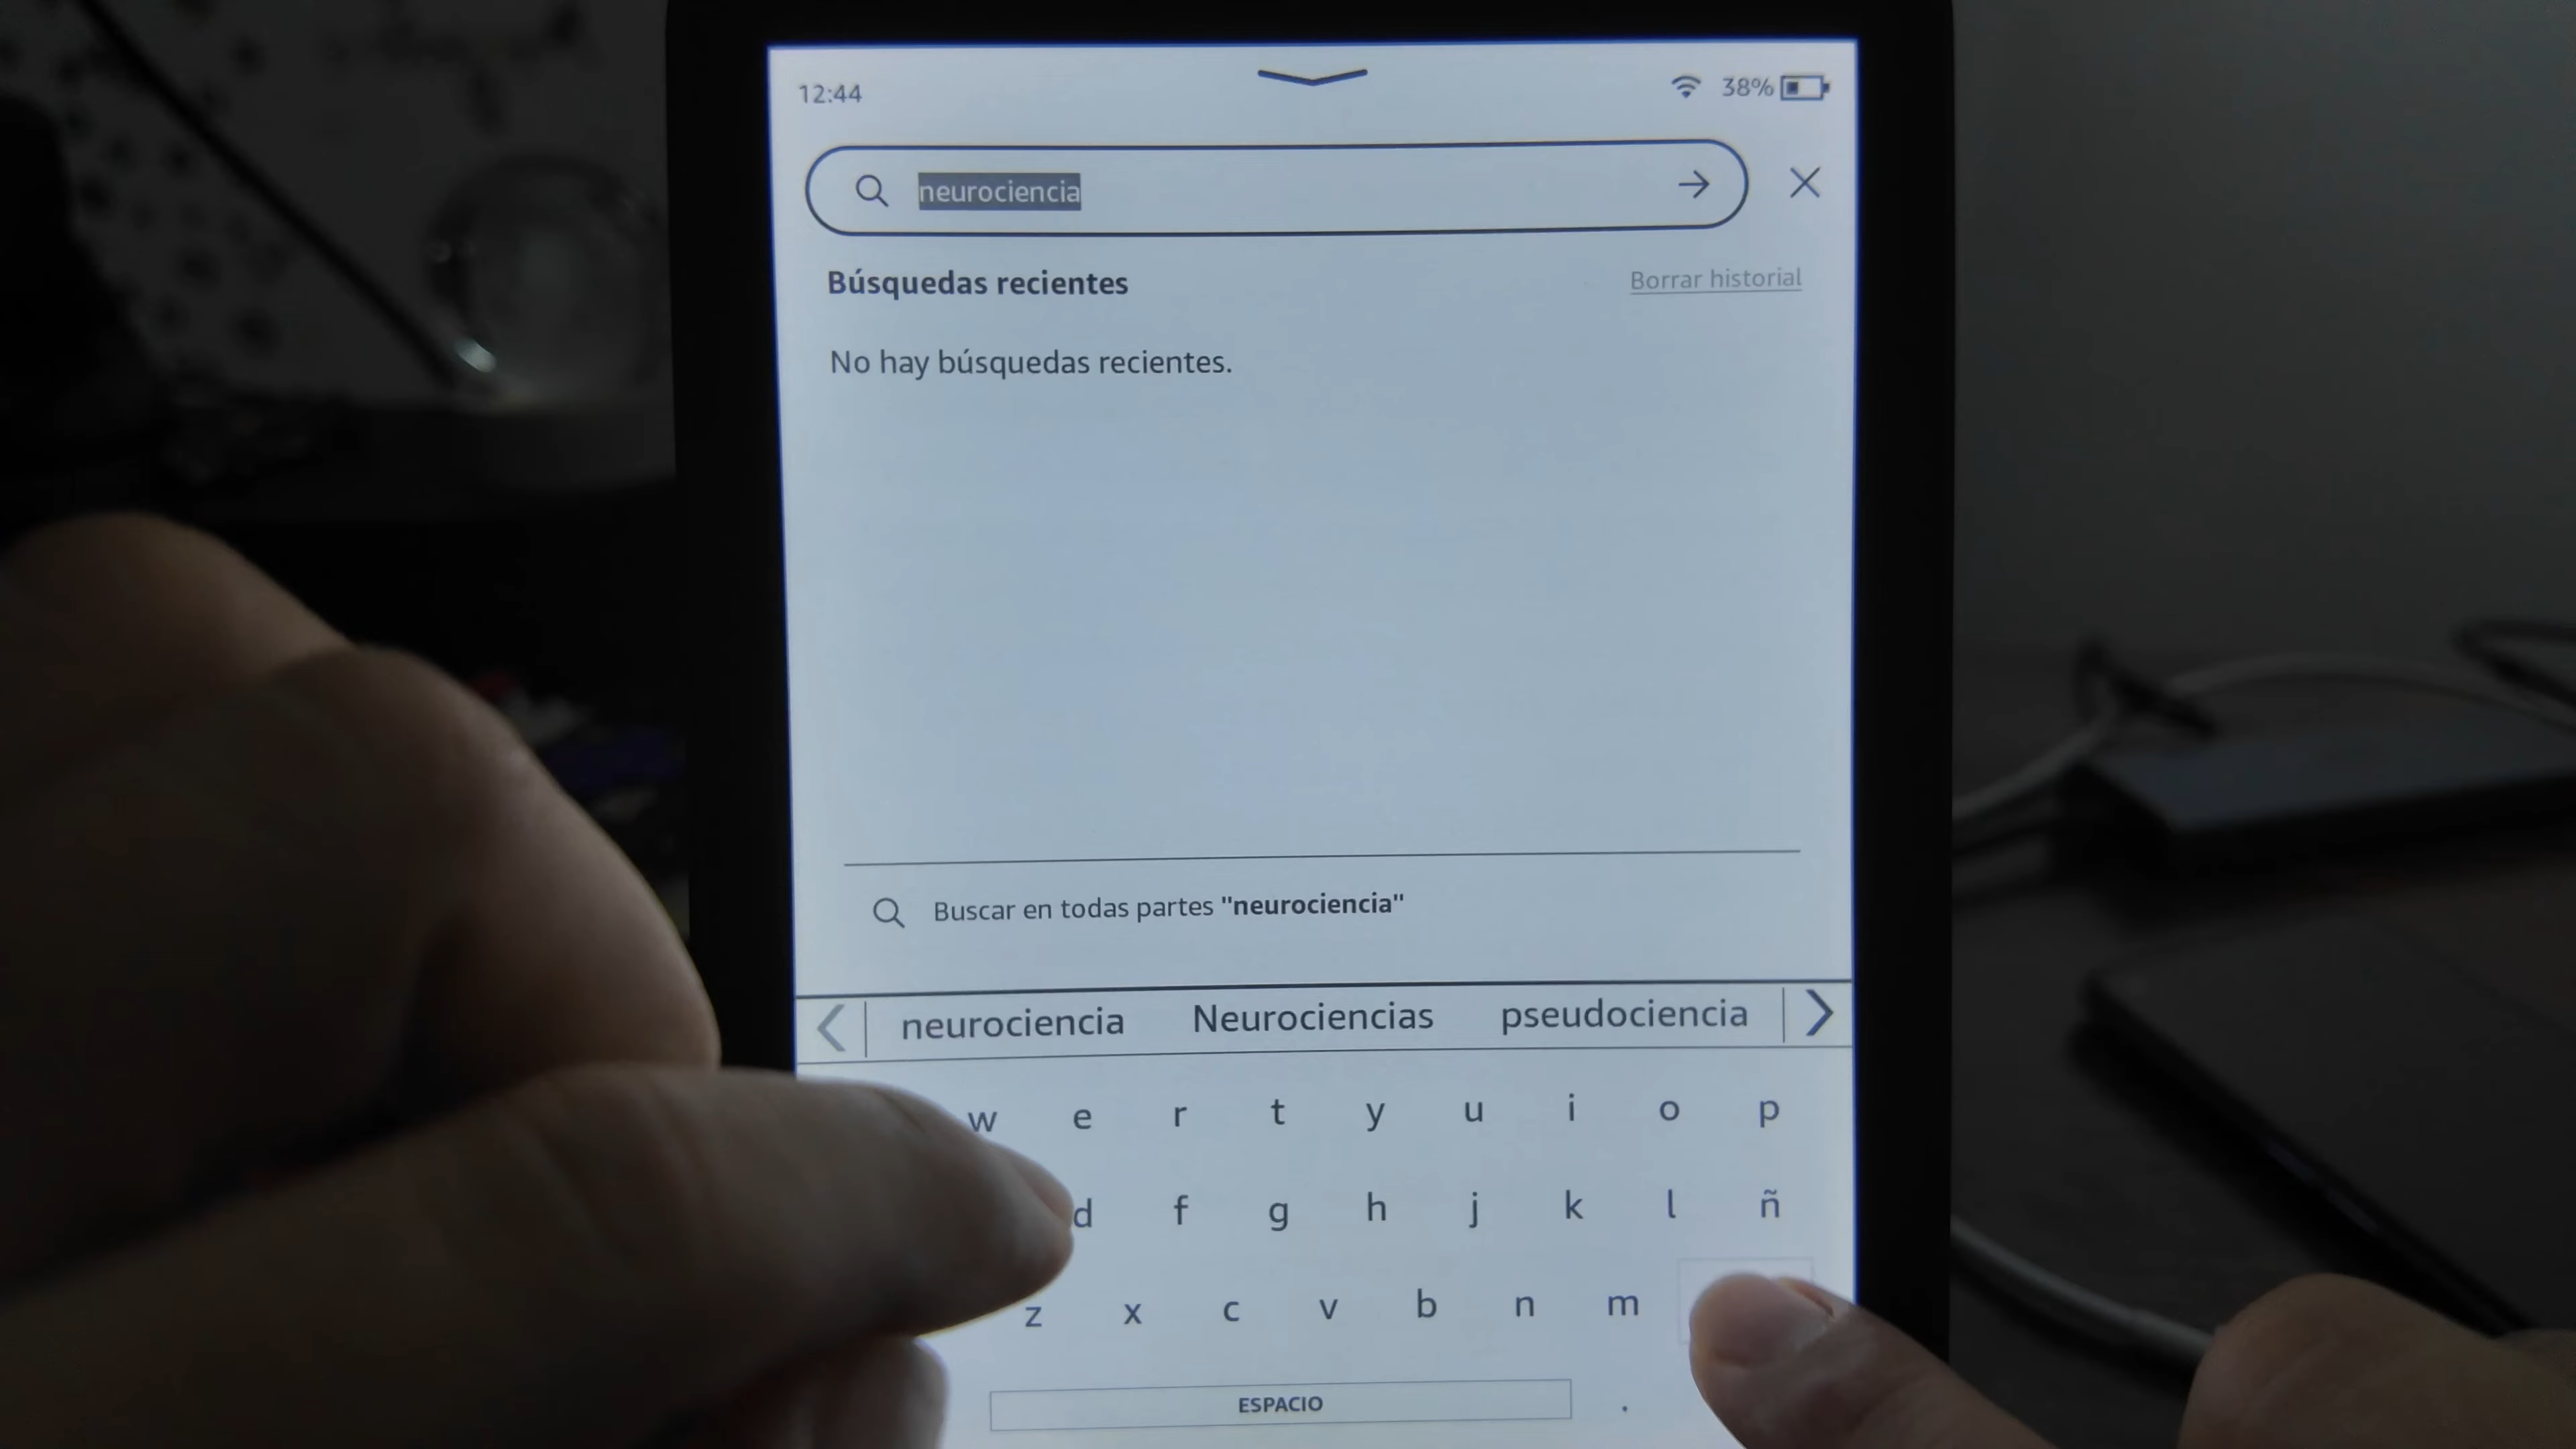 12:44
38%
neurociencia
Búsquedas recientes
Borrar historial
No hay búsquedas recientes.
Buscar en todas partes "neurociencia"
neurociencia Neurociencias pseudociencia
w e r t y u i o p
d f g h j k l ñ
z x c v b n m
ESPACIO .